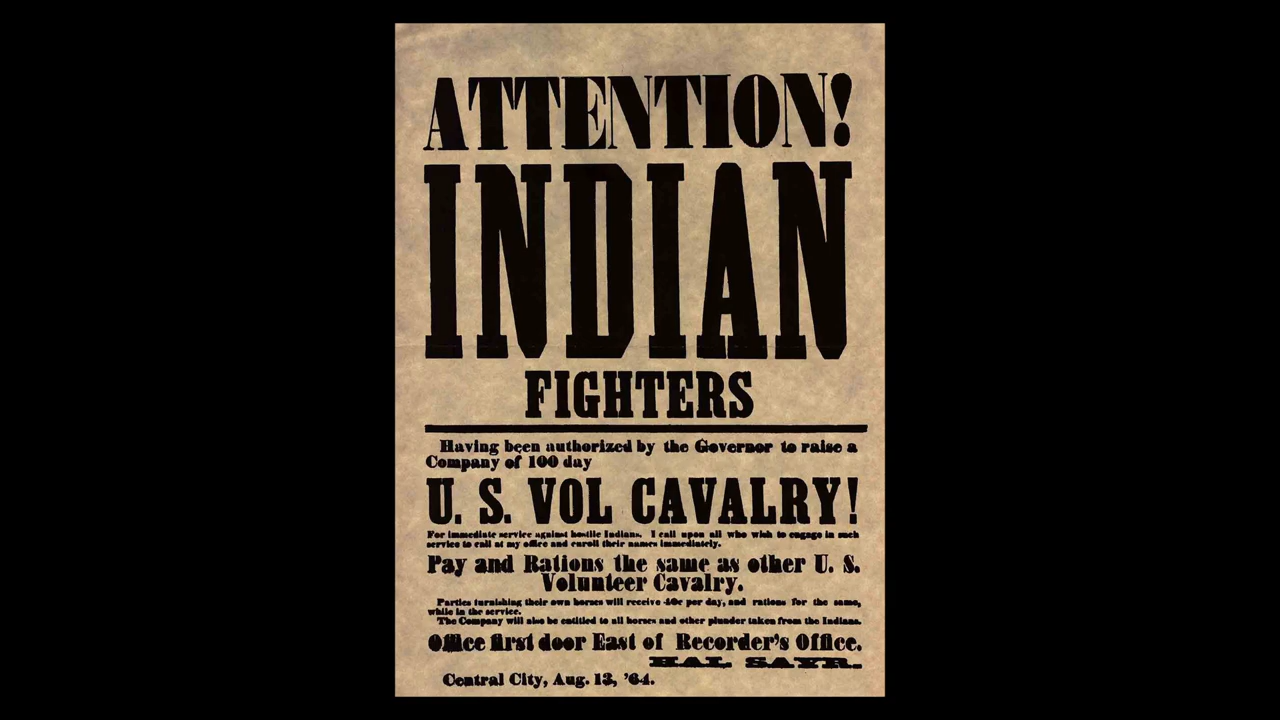 ATTENTION!
INDIAN
FIGHTERS
Having been authorized by the Governor to raise a
Company of 100 day
U. S. VOL CAVALRY!
For immediate service against hostile Indians. I call upon all who wish to engage in such
service to call at my office and enroll their names immediately.
Pay and Rations the same as other U. S.
Volunteer Cavalry.
Parties furnishing their own horses will receive 40c per day, and rations for the same,
while in the service.
The Company will also be entitled to all horses and other plunder taken from the Indians.
Office first door East of Recorder's Office.
HAL SAYR.
Central City, Aug. 13, '64.